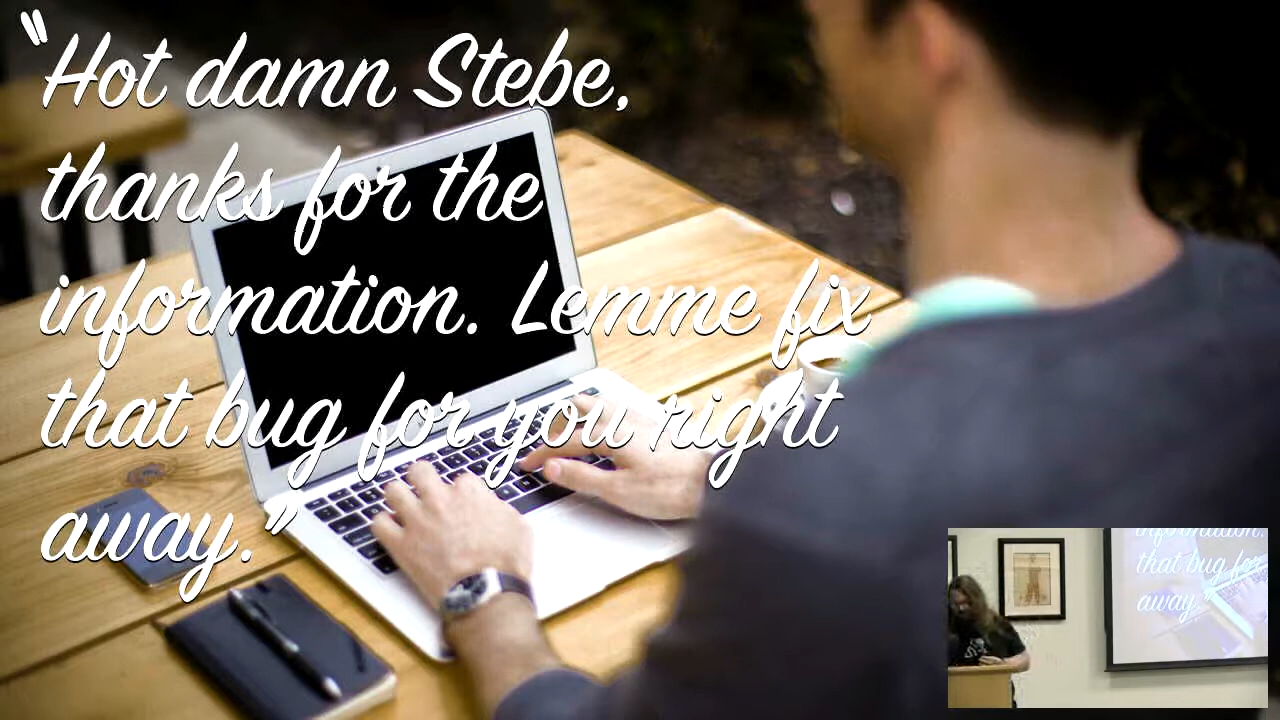 “Hot damn Stebe,
thanks for the
information. Lemme fix
that bug for you right
away.”
information.
that bug for
away.”